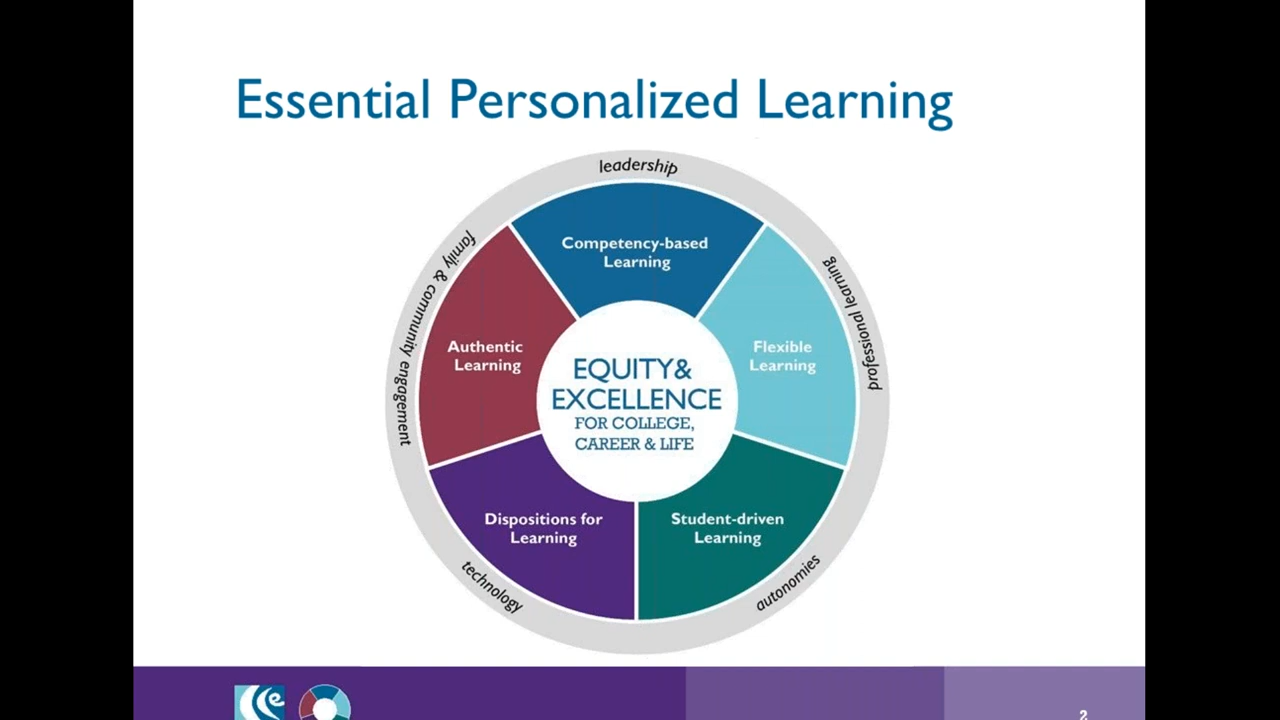 Essential Personalized Learning
leadership
family & community engagement
professional learning
Competency-based
Learning
Authentic
Learning
Flexible
Learning
EQUITY&
EXCELLENCE
FOR COLLEGE,
CAREER & LIFE
Dispositions for
Learning
Student-driven
Learning
technology
autonomies
2